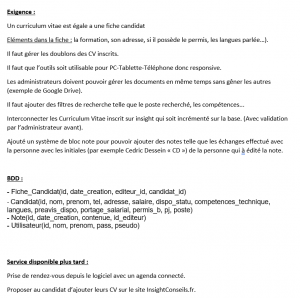 Exigence :
Un curriculum vitae est égale a une fiche candidat
Eléments dans la fiche : (la formation, son adresse, si il possède le permis, les langues parlée…).
Il faut gérer les doublons des CV inscrits.
Il faut que l'outils soit utilisable pour PC-Tablette-Téléphone donc responsive.
Les administrateurs doivent pouvoir gérer les documents en même temps sans gêner les autres
(exemple de Google Drive).
Il faut ajouter des filtres de recherche telle que le poste recherché, les compétences…
Interconnecter les Curriculum Vitae inscrit sur insight qui soit incrémenté sur la base. (Avec validation
par l'administrateur avant).
Ajouté un système de bloc note pour pouvoir ajouter des notes telle que les échanges effectué avec
la personne avec les initiales (par exemple Cedric Dessein « CD ») de la personne qui à édité la note.
BDD :
- Fiche_Candidat(id, date_creation, editeur_id, candidat_id)
- Candidat(id, nom, prenom, tel, adresse, salaire, dispo_statu, competences_technique,
langues, preavis_dispo, portage_salarial, permis_b, pj, poste)
- Note(id, date_creation, contenue, id_editeur)
- Utilisateur(id, nom, prenom, pass, pseudo)
Service disponible plus tard :
Prise de rendez-vous depuis le logiciel avec un agenda connecté.
Proposer au candidat d'ajouter leurs CV sur le site InsightConseils.fr.